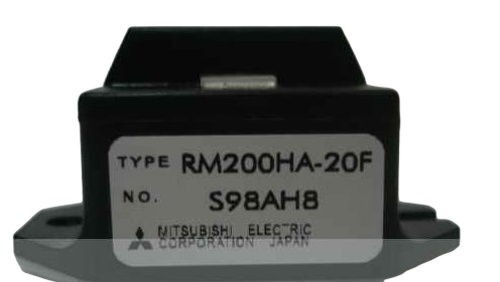 TYPE RM200HA-20F
NO. S98AH8
MITSUBISHI ELECTRIC
CORPORATION JAPAN